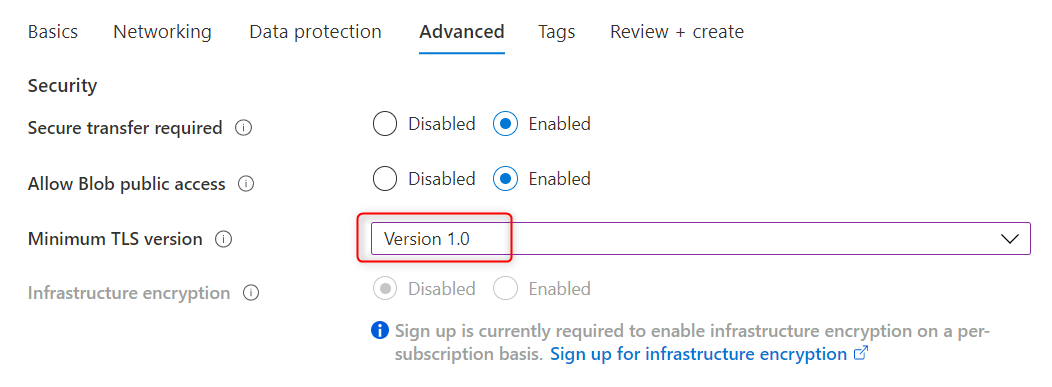 Basics Networking Data protection Advanced Tags Review + create
Security
Secure transfer required Disabled Enabled
Allow Blob public access Disabled Enabled
Minimum TLS version Version 1.0
Infrastructure encryption Disabled Enabled
Sign up is currently required to enable infrastructure encryption on a per-
subscription basis. Sign up for infrastructure encryption